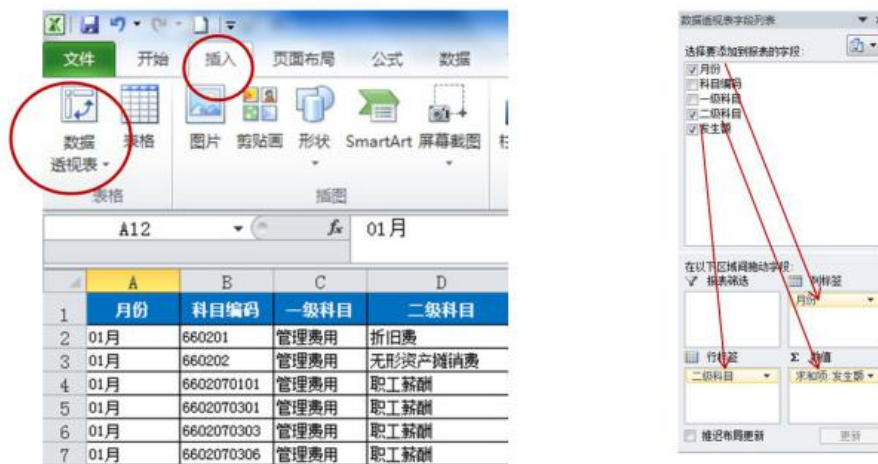 文件 开始 插入 页面布局 公式 数据
数据透视表 表格 图片 剪贴画 形状 SmartArt 屏幕截图
表格 插图
A12 fx 01月
A B C D
1 月份 科目编码 一级科目 二级科目
2 01月 660201 管理费用 折旧费
3 01月 660202 管理费用 无形资产摊销费
4 01月 6602070101 管理费用 职工薪酬
5 01月 6602070301 管理费用 职工薪酬
6 01月 6602070303 管理费用 职工薪酬
7 01月 6602070306 管理费用 职工薪酬
数据透视表字段列表
选择要添加到报表的字段:
月份
科目编码
一级科目
二级科目
发生额
在以下区域间拖动字段:
报表筛选 列标签
月份
行标签 Σ 数值
二级科目 求和项:发生额
推迟布局更新 更新